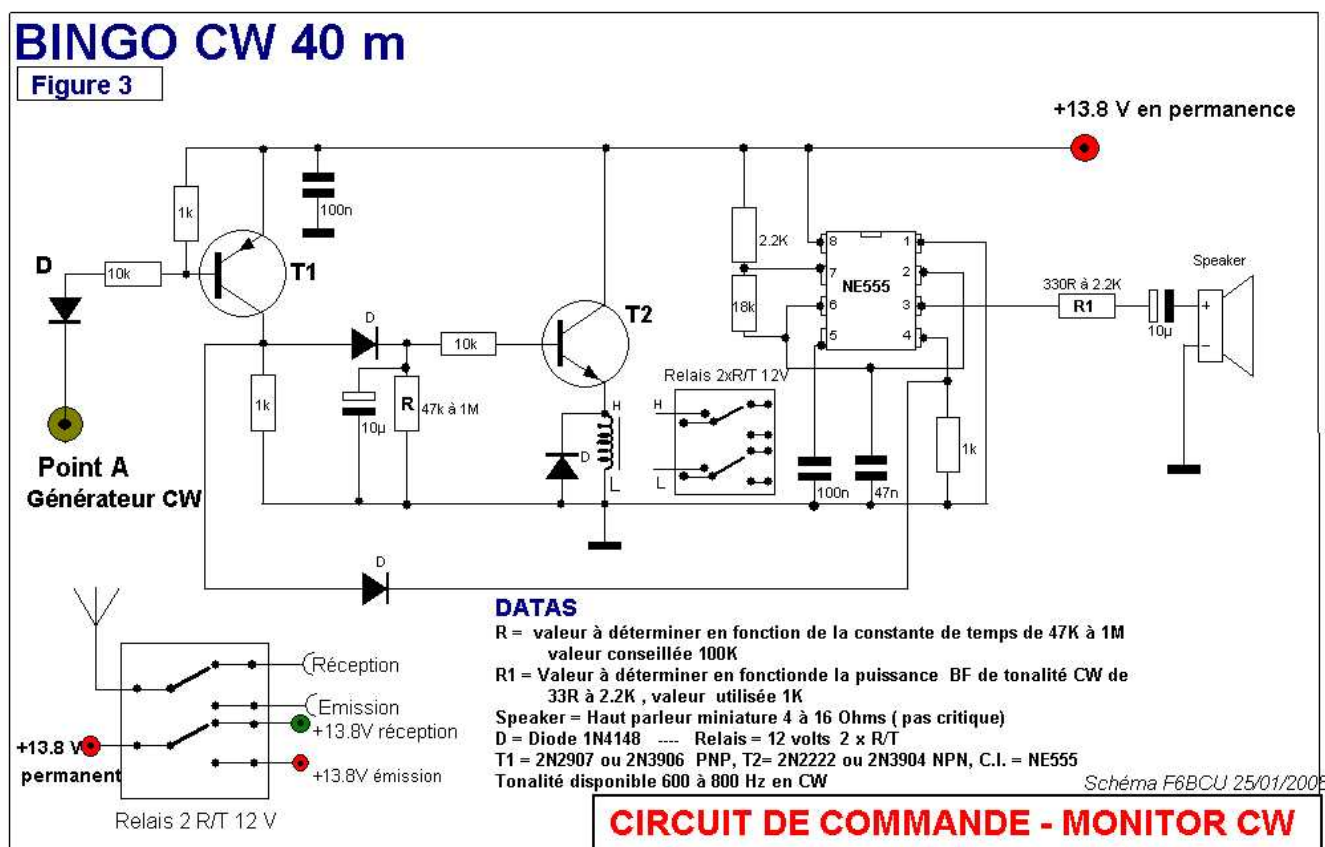 BINGO CW 40 m
Figure 3
+13.8 V en permanence
1k
100n
D
10k
T1
2.2K
8
1
7
2
NE555
6
3
5
4
18k
330R à 2.2K
R1
10µ
Speaker
+
−
D
10k
T2
1k
R
47k à 1M
10µ
H
D
L
Relais 2xR/T 12V
H
L
100n
47n
1k
Point A
Générateur CW
D
Réception
Emission
+13.8V réception
+13.8 V
permanent
+13.8V émission
Relais 2 R/T 12 V
DATAS
R = valeur à déterminer en fonction de la constante de temps de 47K à 1M
valeur conseillée 100K
R1 = Valeur à déterminer en fonctionde la puissance BF de tonalité CW de
33R à 2.2K , valeur utilisée 1K
Speaker = Haut parleur miniature 4 à 16 Ohms ( pas critique)
D = Diode 1N4148 ---- Relais = 12 volts 2 x R/T
T1 = 2N2907 ou 2N3906 PNP, T2= 2N2222 ou 2N3904 NPN, C.I. = NE555
Tonalité disponible 600 à 800 Hz en CW
Schéma F6BCU
CIRCUIT DE COMMANDE - MONITOR CW